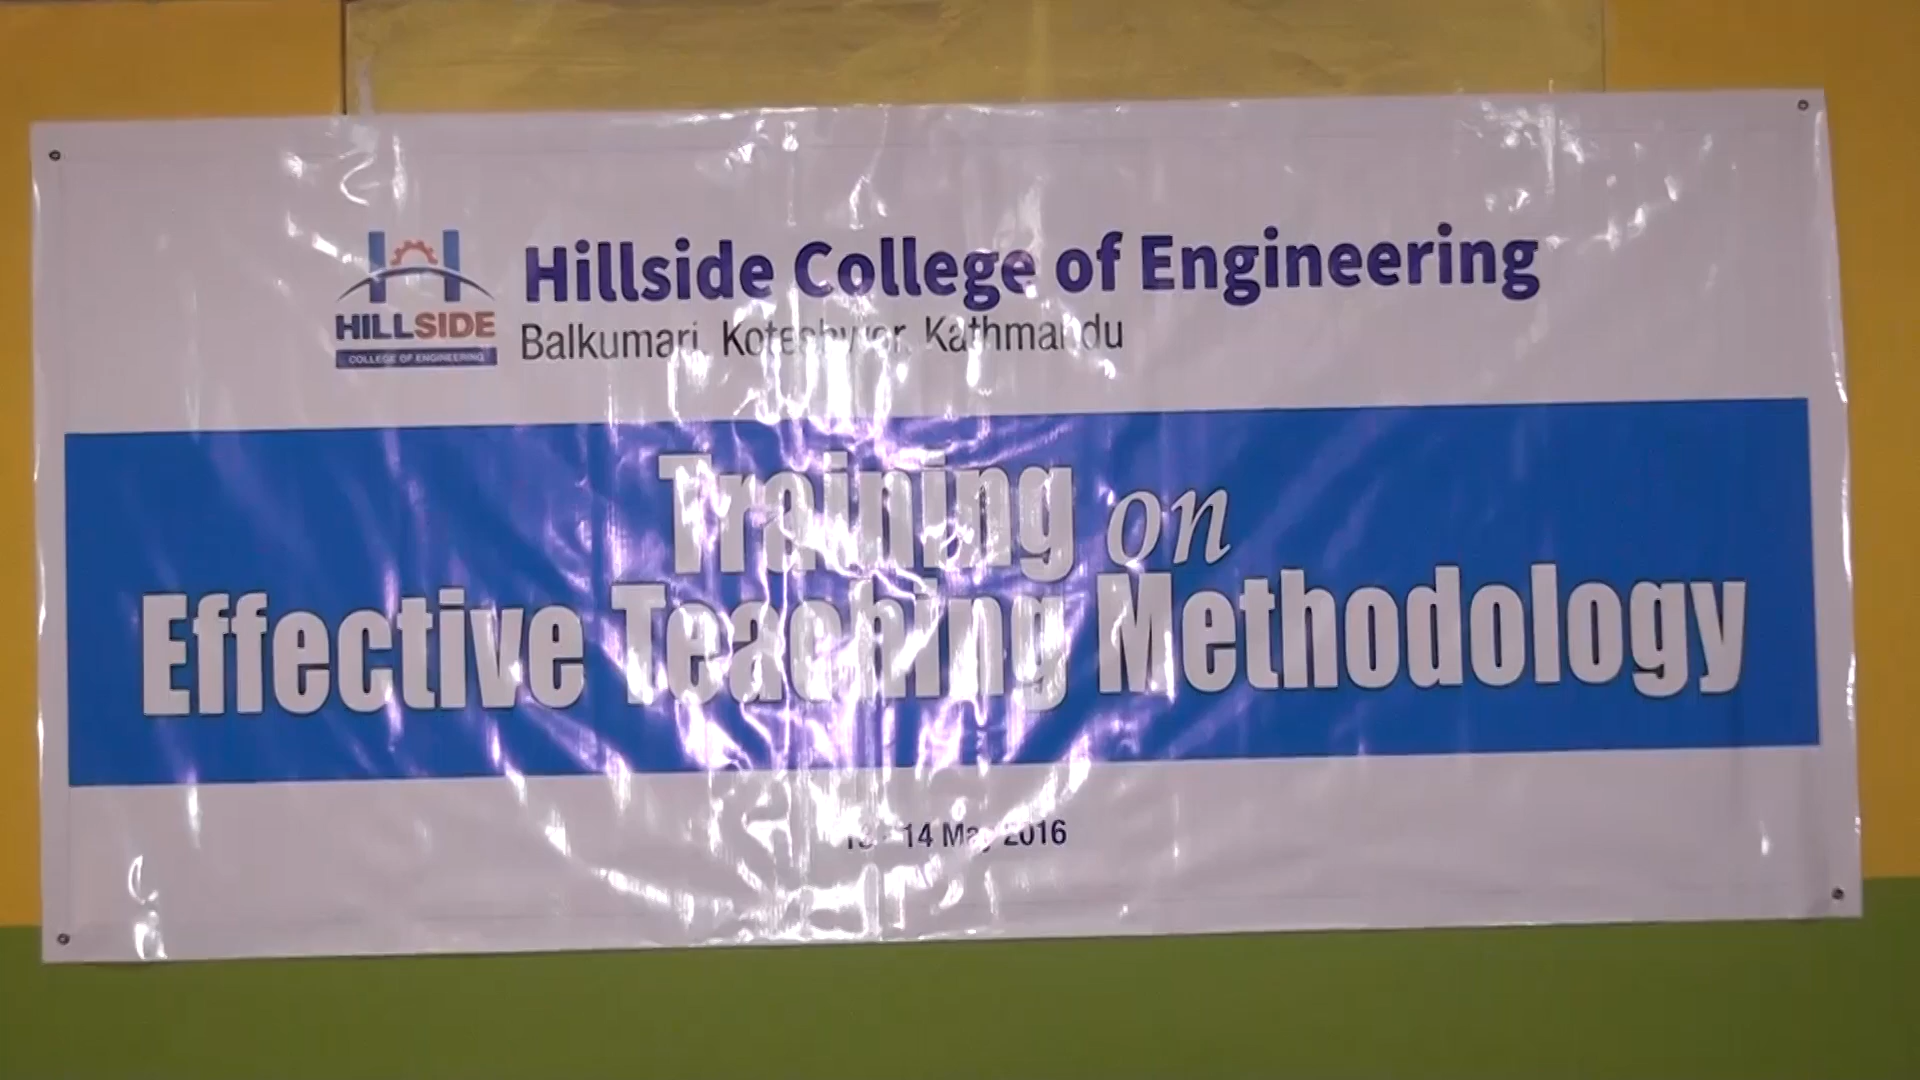 Hillside College of Engineering
HILLSIDE
COLLEGE OF ENGINEERING
Balkumari, Koteshwor, Kathmandu
Training on
Effective Teaching Methodology
14 May 2016